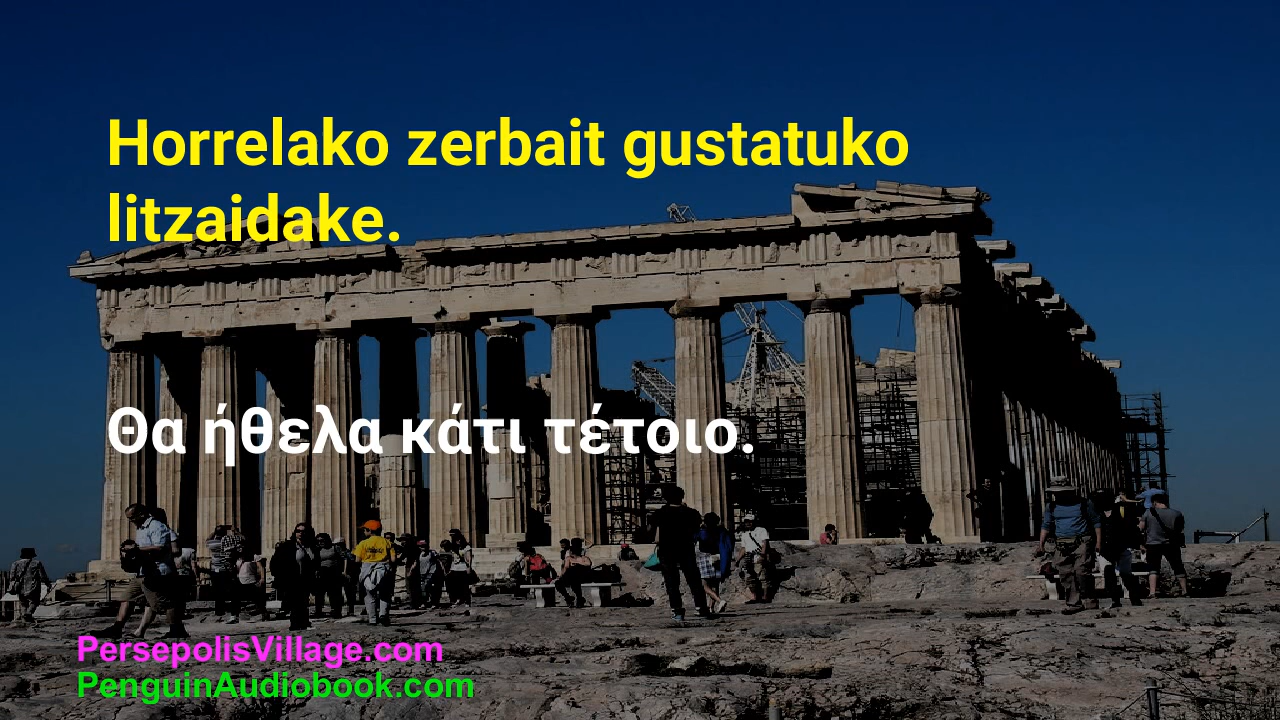 Horrelako zerbait gustatuko
litzaidake.
Θα ήθελα κάτι τέτοιο.
PersepolisVillage.com
PenguinAudiobook.com